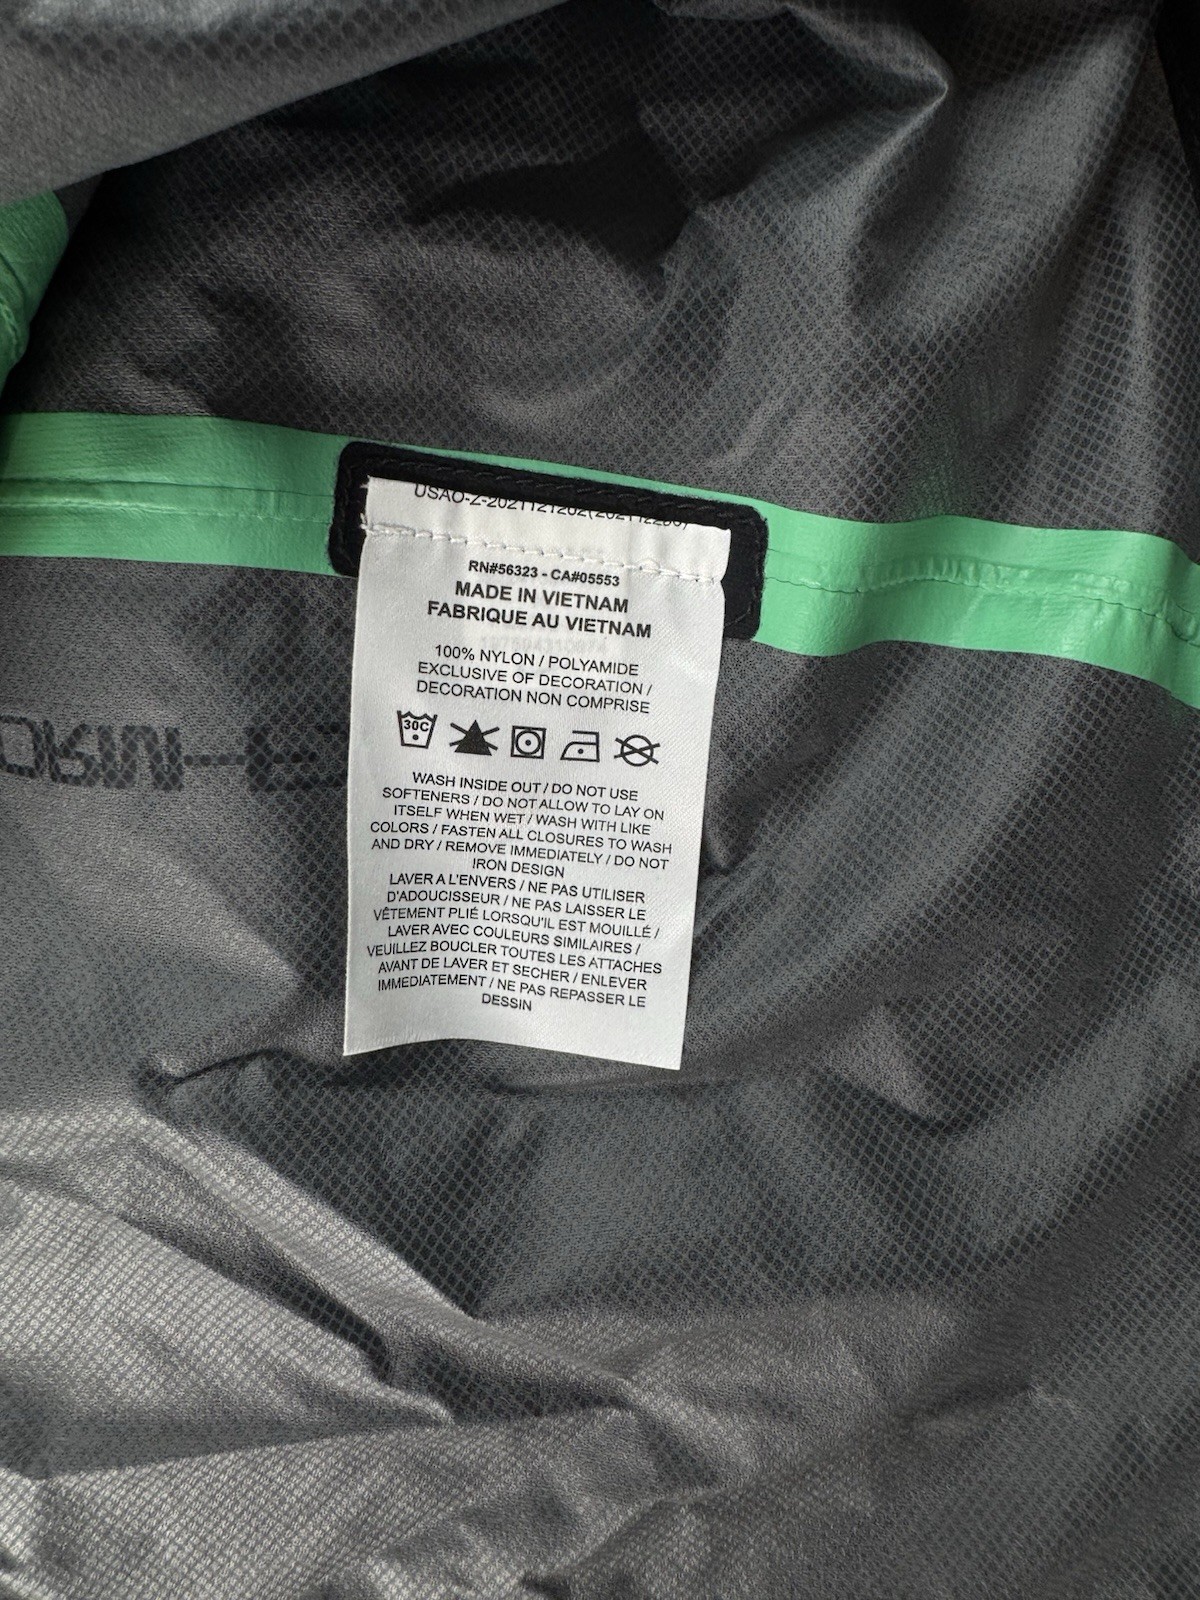 RN#56323 - CA#05553
MADE IN VIETNAM
FABRIQUE AU VIETNAM
100% NYLON / POLYAMIDE
EXCLUSIVE OF DECORATION /
DECORATION NON COMPRISE
30C
WASH INSIDE OUT / DO NOT USE
SOFTENERS / DO NOT ALLOW TO LAY ON
ITSELF WHEN WET / WASH WITH LIKE
COLORS / FASTEN ALL CLOSURES TO WASH
AND DRY / REMOVE IMMEDIATELY / DO NOT
IRON DESIGN
LAVER A L'ENVERS / NE PAS UTILISER
D'ADOUCISSEUR / NE PAS LAISSER LE
VÊTEMENT PLIÉ LORSQU'IL EST MOUILLÉ /
LAVER AVEC COULEURS SIMILAIRES /
VEUILLEZ BOUCLER TOUTES LES ATTACHES
AVANT DE LAVER ET SECHER / ENLEVER
IMMEDIATEMENT / NE PAS REPASSER LE
DESSIN